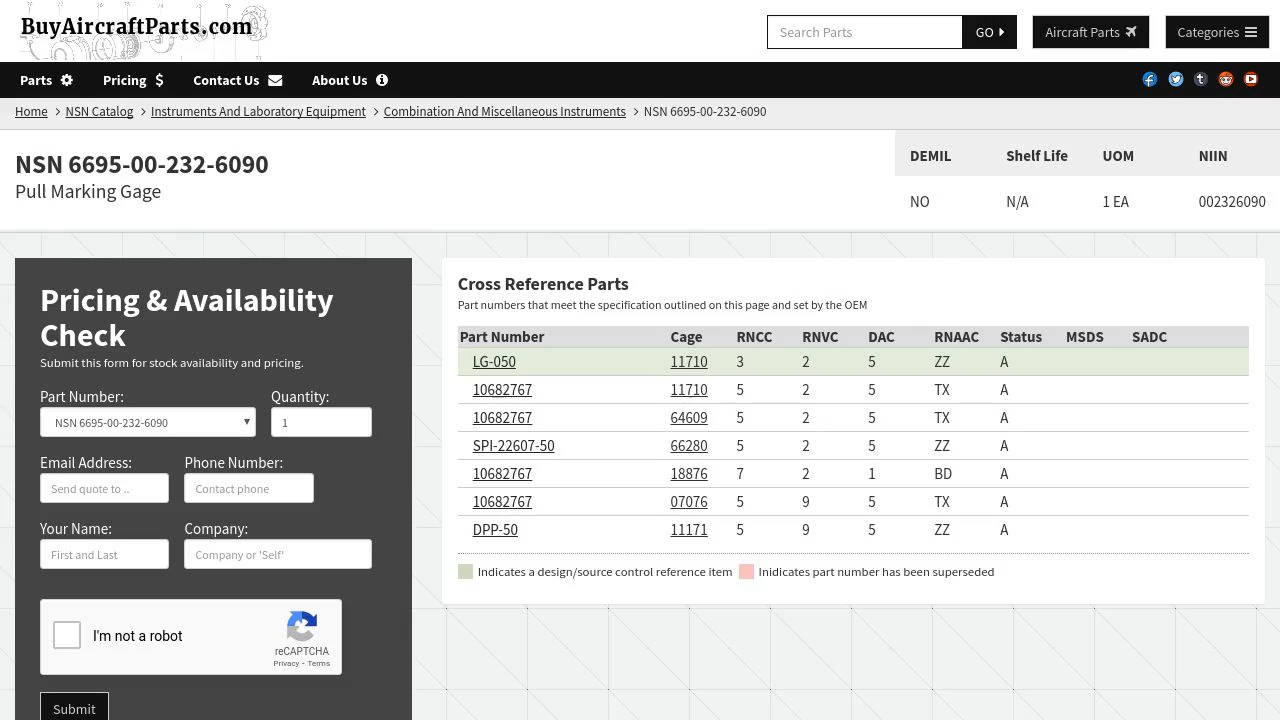 BuyAircraftParts.com
Search Parts GO Aircraft Parts Categories
Parts Pricing Contact Us About Us
Home NSN Catalog Instruments And Laboratory Equipment Combination And Miscellaneous Instruments NSN 6695-00-232-6090
NSN 6695-00-232-6090
Pull Marking Gage
DEMIL Shelf Life UOM NIIN
NO N/A 1 EA 002326090
Pricing & Availability
Check
Submit this form for stock availability and pricing.
Part Number: Quantity:
NSN 6695-00-232-6090 1
Email Address: Phone Number:
Send quote to .. Contact phone
Your Name: Company:
First and Last Company or 'Self'
I'm not a robot
reCAPTCHA
Privacy - Terms
Submit
Cross Reference Parts
Part numbers that meet the specification outlined on this page and set by the OEM
Part Number Cage RNCC RNVC DAC RNAAC Status MSDS SADC
LG-050 11710 3 2 5 ZZ A
10682767 11710 5 2 5 TX A
10682767 64609 5 2 5 TX A
SPI-22607-50 66280 5 2 5 ZZ A
10682767 18876 7 2 1 BD A
10682767 07076 5 9 5 TX A
DPP-50 11171 5 9 5 ZZ A
Indicates a design/source control reference item Inidicates part number has been superseded